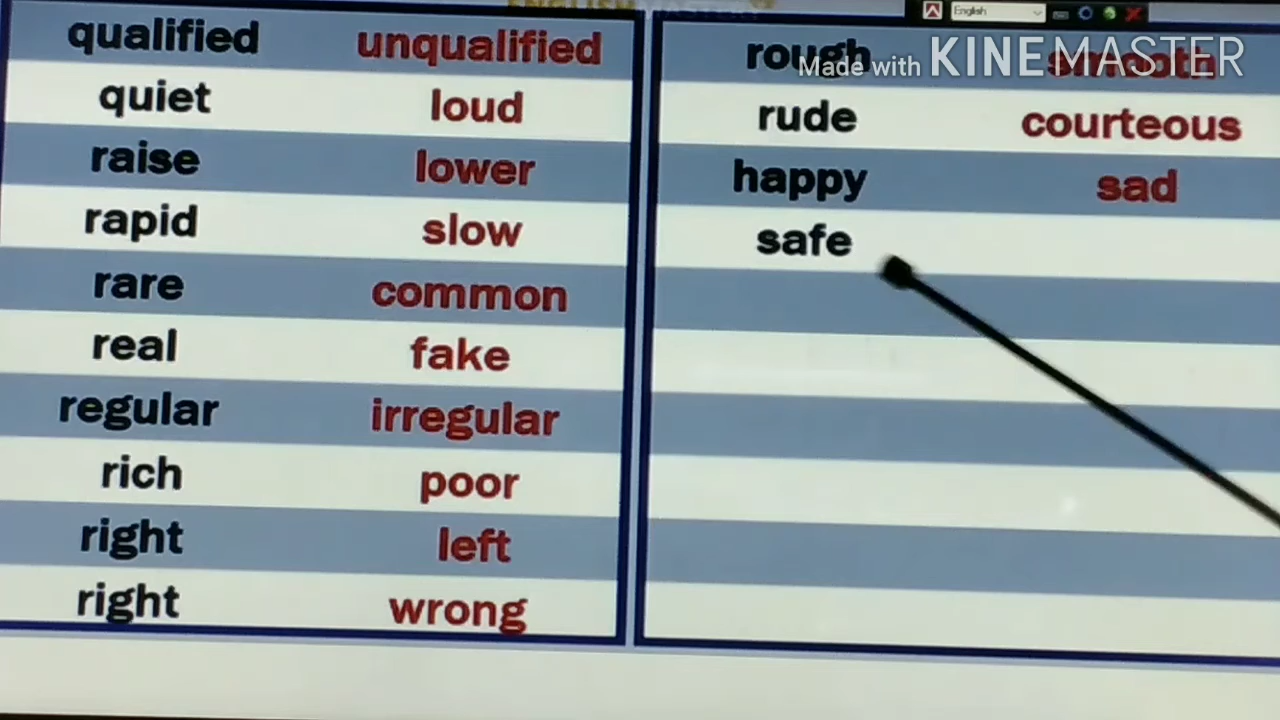 qualified unqualified
quiet loud
raise lower
rapid slow
rare common
real fake
regular irregular
rich poor
right left
right wrong
English
rough smooth
Made with KINEMASTER
rude courteous
happy sad
safe